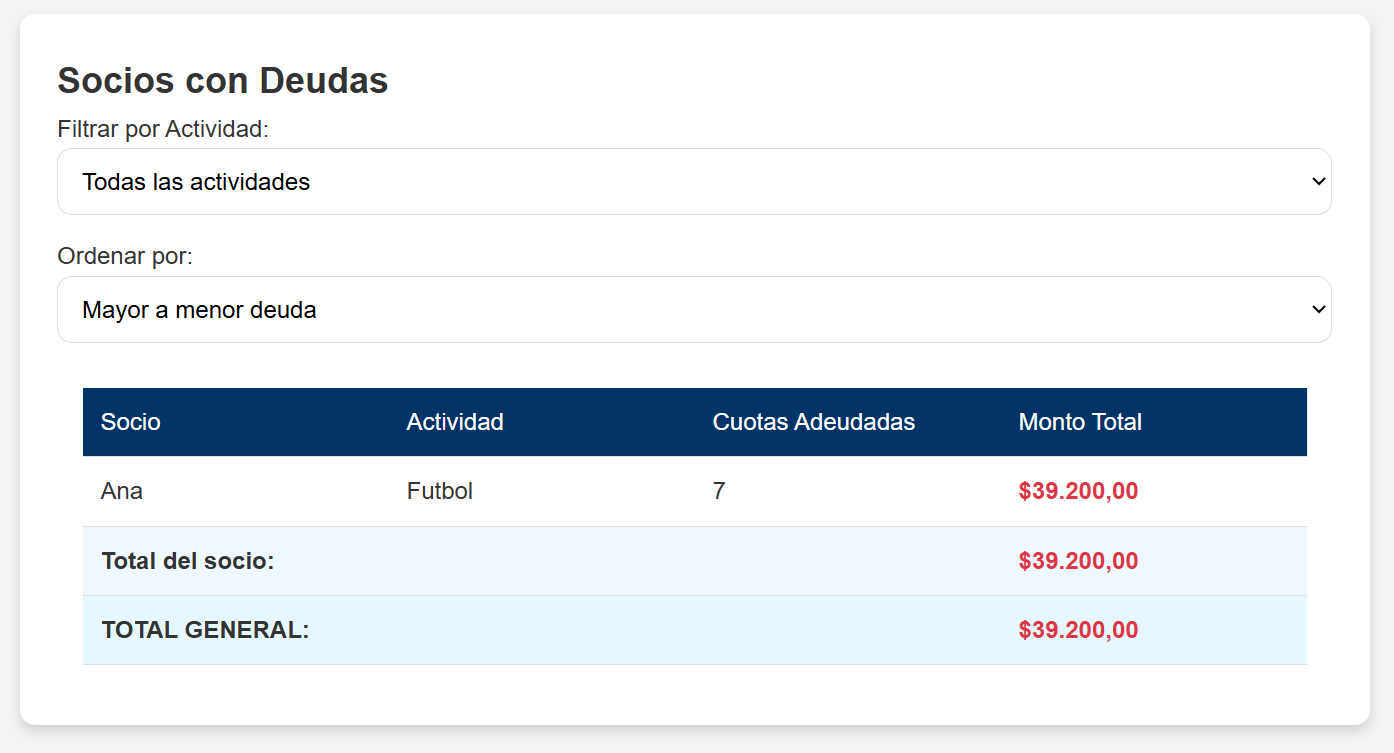 Socios con Deudas
Filtrar por Actividad:
Todas las actividades
Ordenar por:
Mayor a menor deuda
Socio Actividad Cuotas Adeudadas Monto Total
Ana Futbol 7 $39.200,00
Total del socio: $39.200,00
TOTAL GENERAL: $39.200,00